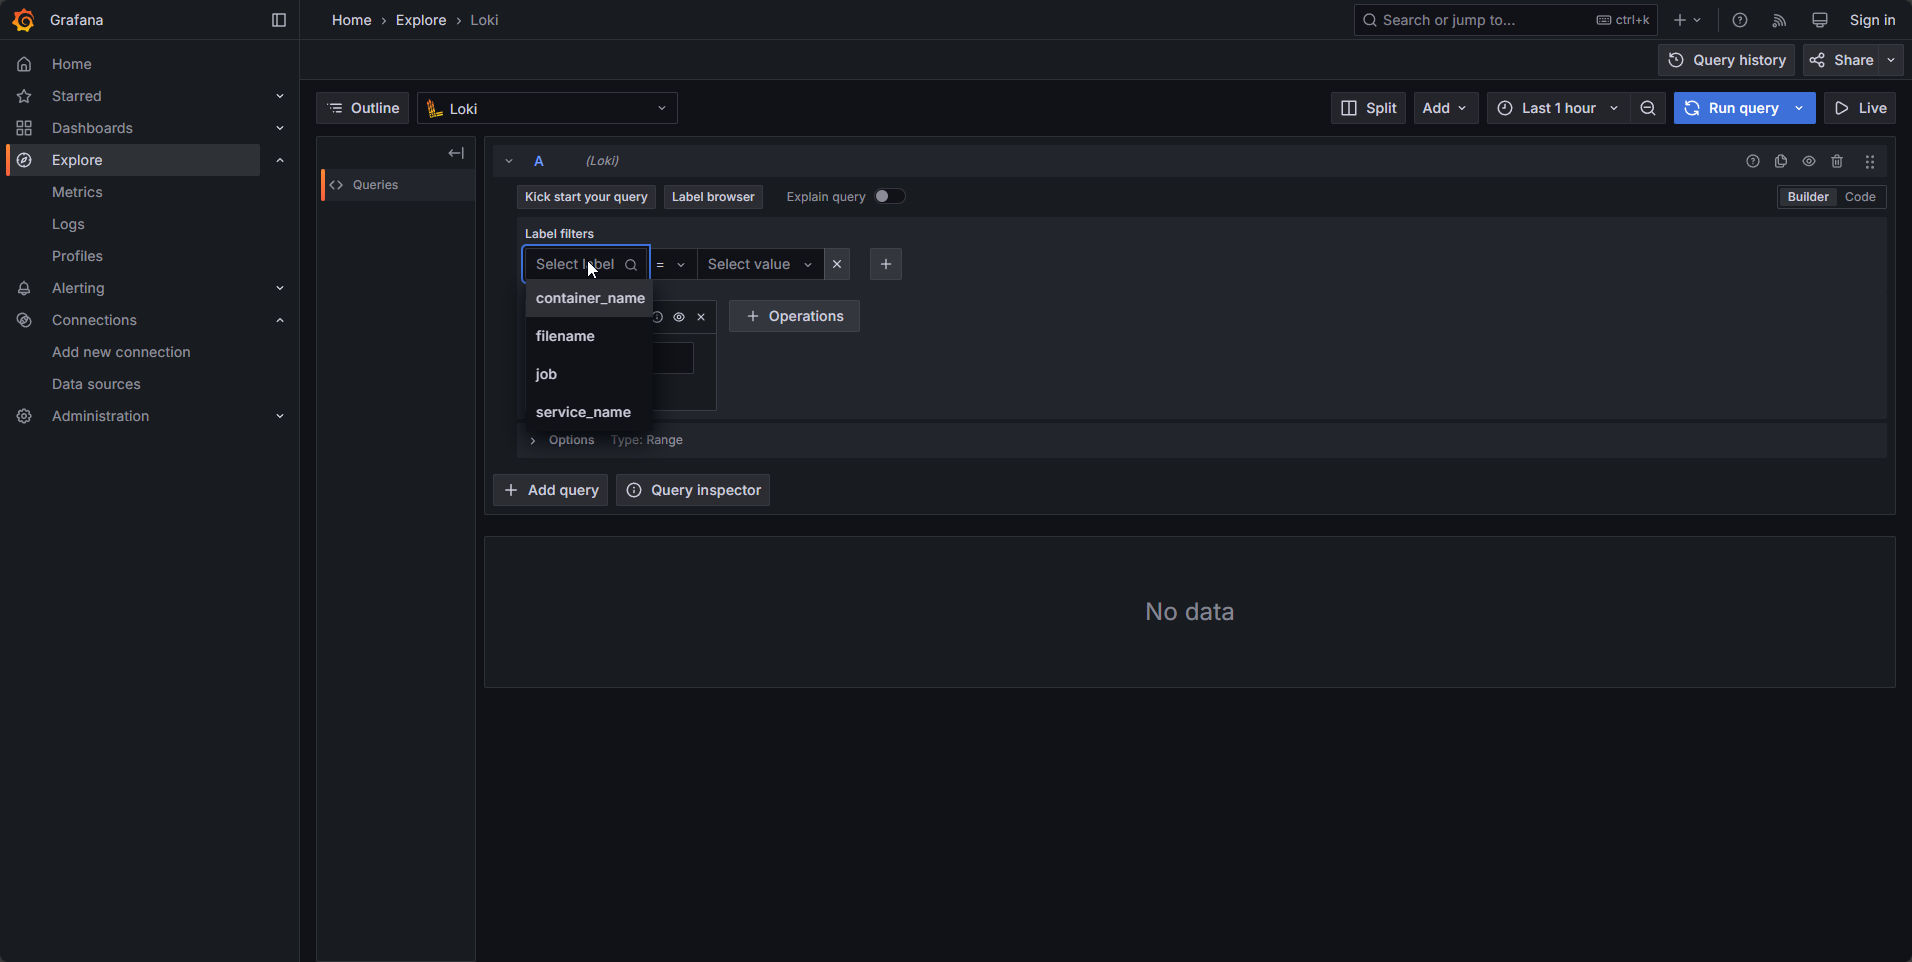 Grafana
Home › Explore › Loki
Search or jump to...
ctrl+k
Sign in
Home
Starred
Dashboards
Explore
Metrics
Logs
Profiles
Alerting
Connections
Add new connection
Data sources
Administration
Query history
Share
Outline
Loki
Split
Add
Last 1 hour
Run query
Live
Queries
A
(Loki)
Kick start your query
Label browser
Explain query
Builder
Code
Label filters
Select label
=
Select value
container_name
filename
job
service_name
Operations
Options
Type: Range
Add query
Query inspector
No data